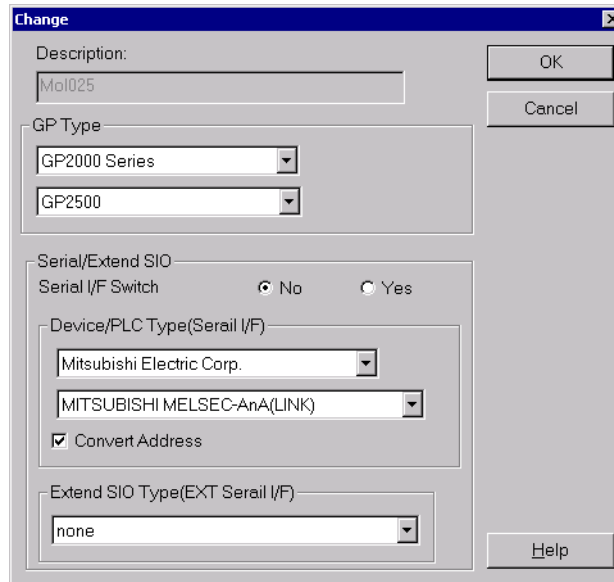 Change
Description:
Mol025
OK
Cancel
GP Type
GP2000 Series
GP2500
Serial/Extend SIO
Serial I/F Switch No Yes
Device/PLC Type(Serail I/F)
Mitsubishi Electric Corp.
MITSUBISHI MELSEC-AnA(LINK)
Convert Address
Extend SIO Type(EXT Serail I/F)
none
Help